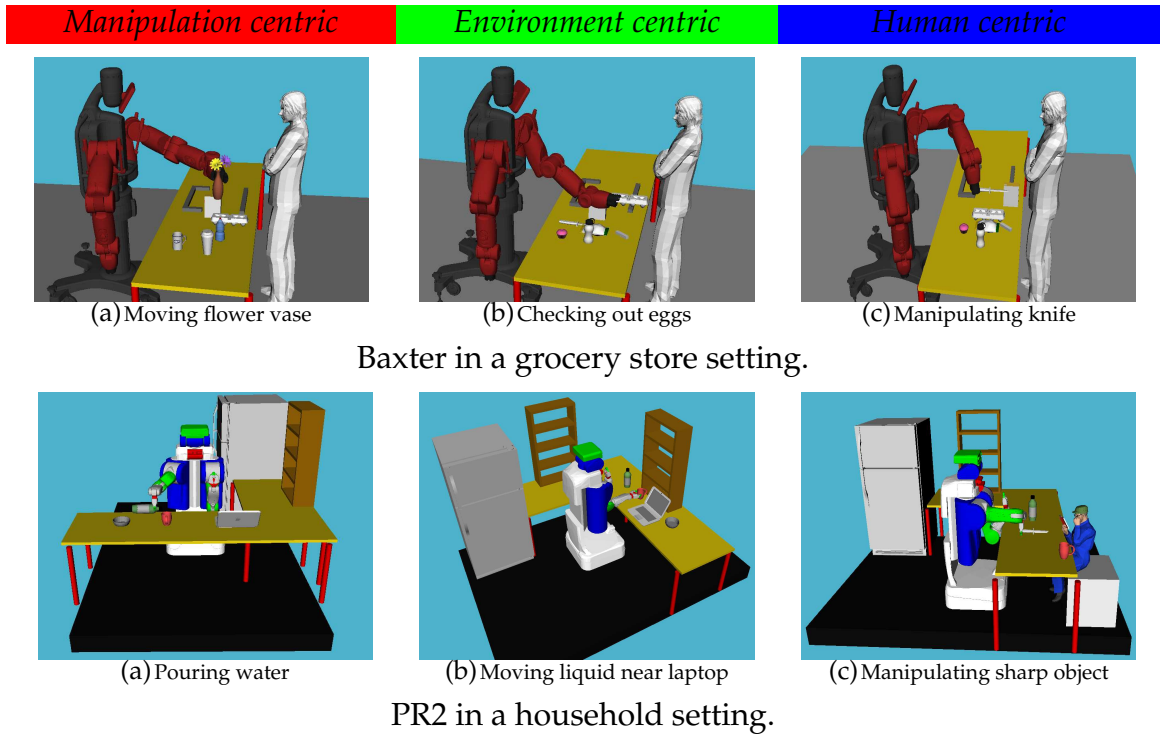 Manipulation centric Environment centric Human centric
(a) Moving flower vase (b) Checking out eggs (c) Manipulating knife
Baxter in a grocery store setting.
(a) Pouring water (b) Moving liquid near laptop (c) Manipulating sharp object
PR2 in a household setting.